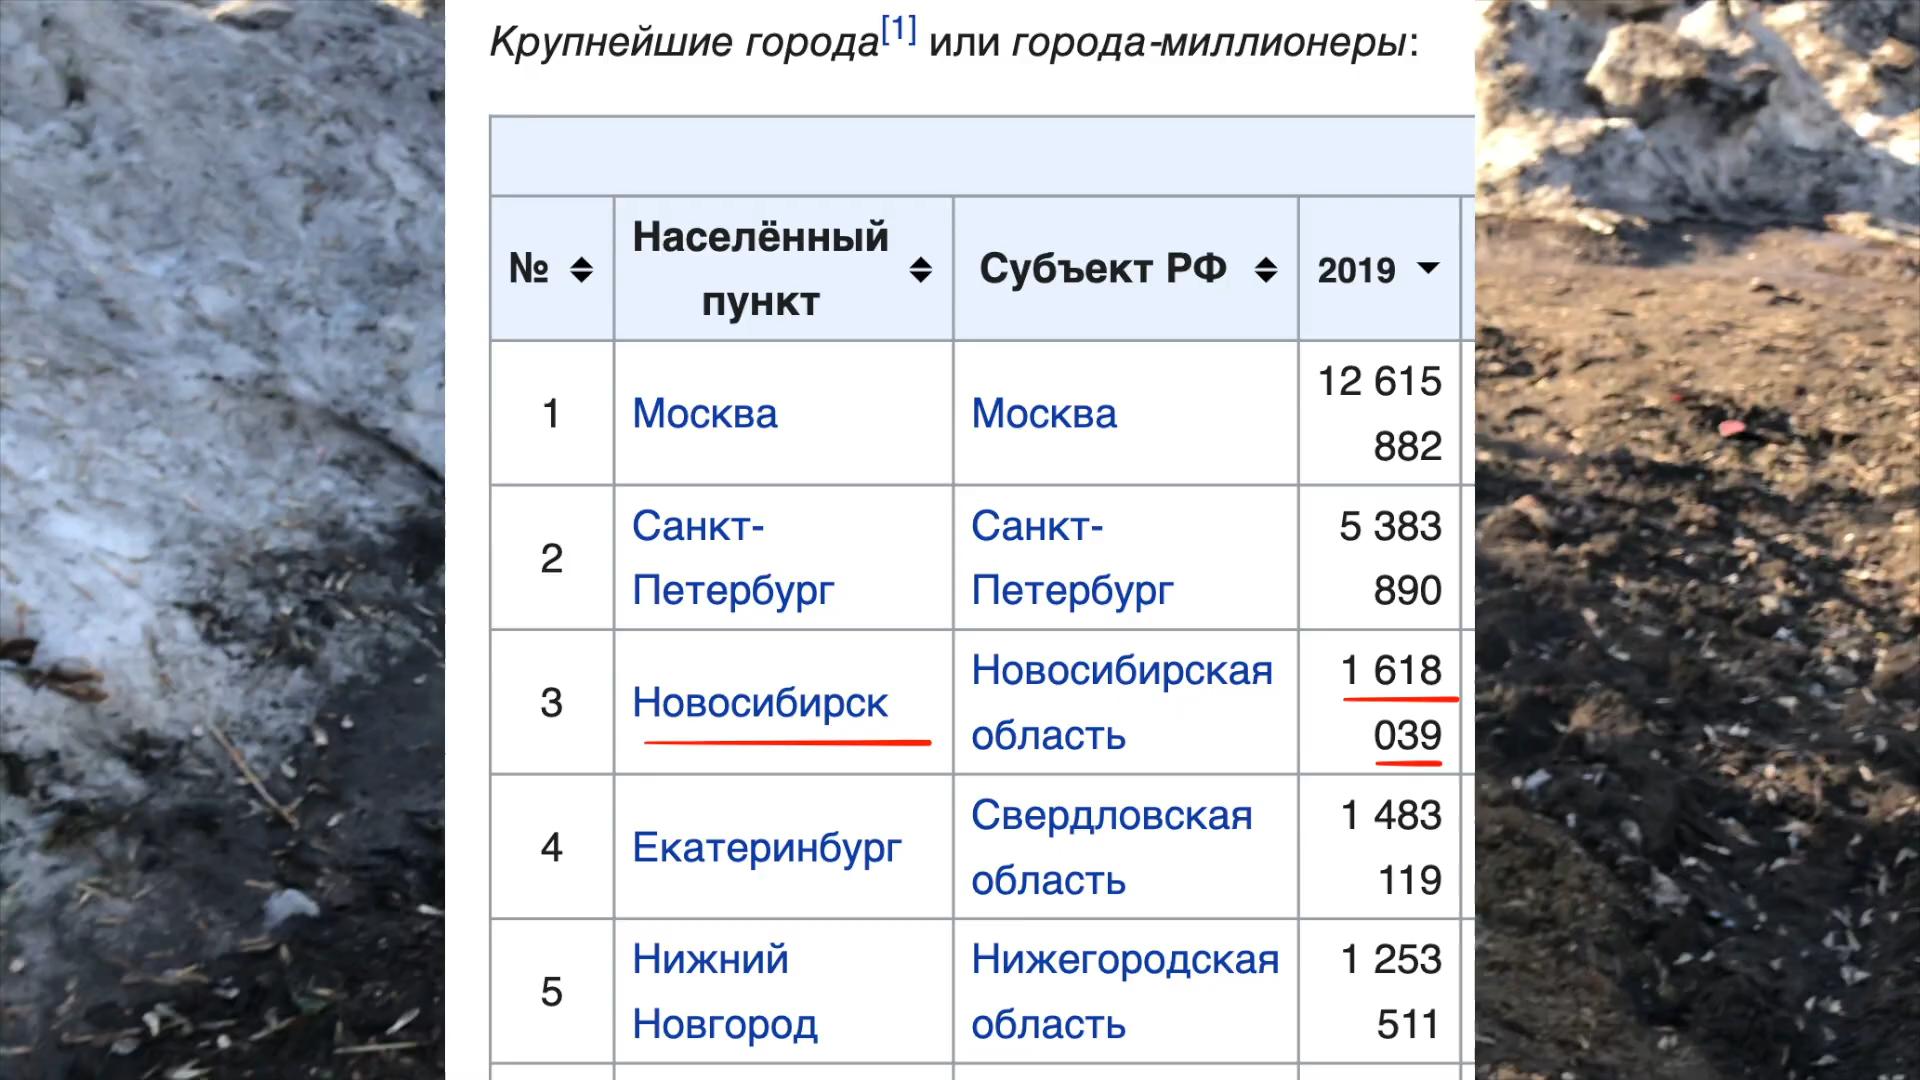 Крупнейшие города[1] или города-миллионеры:
№ Населённый пункт Субъект РФ 2019
1 Москва Москва 12 615 882
2 Санкт-Петербург Санкт-Петербург 5 383 890
3 Новосибирск Новосибирская область 1 618 039
4 Екатеринбург Свердловская область 1 483 119
5 Нижний Новгород Нижегородская область 1 253 511